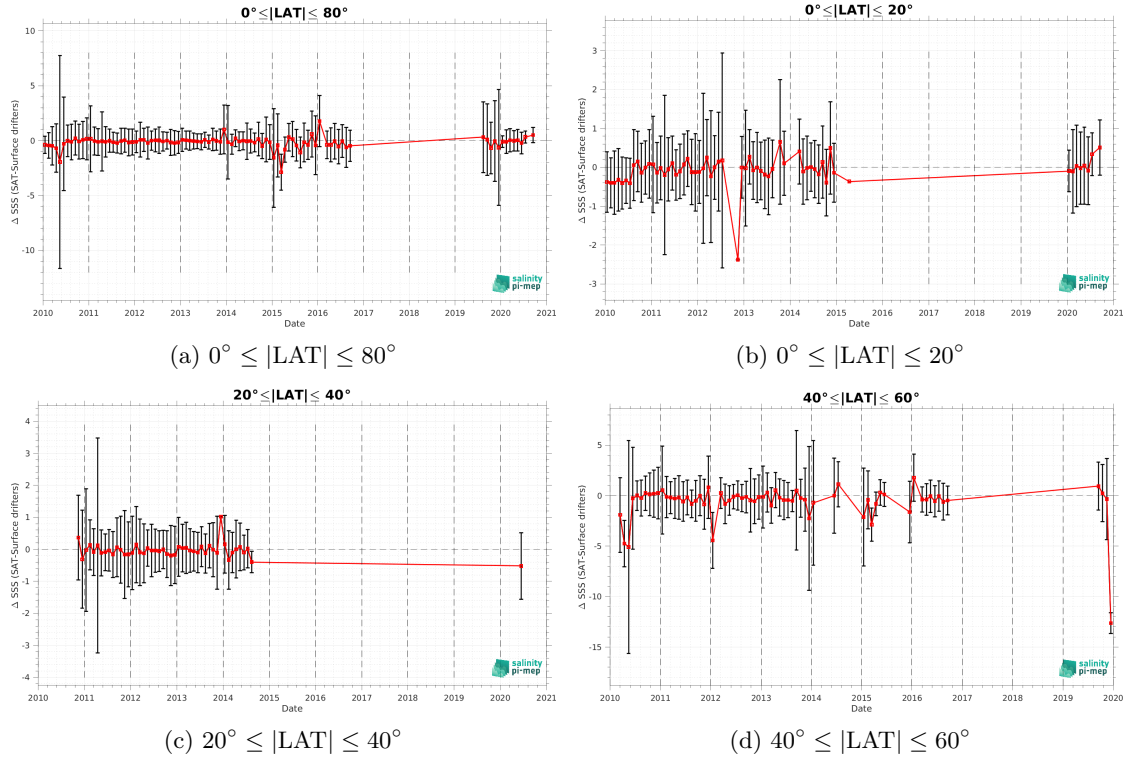 0°≤|LAT|≤ 80°
Δ SSS (SAT-Surface drifters)
10
5
0
-5
-10
2010 2011 2012 2013 2014 2015 2016 2017 2018 2019 2020 2021
Date
salinity
pi-mep
(a) 0° ≤ |LAT| ≤ 80°
0°≤|LAT|≤ 20°
Δ SSS (SAT-Surface drifters)
3
2
1
0
-1
-2
-3
2010 2011 2012 2013 2014 2015 2016 2017 2018 2019 2020 2021
Date
salinity
pi-mep
(b) 0° ≤ |LAT| ≤ 20°
20°≤|LAT|≤ 40°
Δ SSS (SAT-Surface drifters)
4
3
2
1
0
-1
-2
-3
-4
2010 2011 2012 2013 2014 2015 2016 2017 2018 2019 2020 2021
Date
salinity
pi-mep
(c) 20° ≤ |LAT| ≤ 40°
40°≤|LAT|≤ 60°
Δ SSS (SAT-Surface drifters)
5
0
-5
-10
-15
2010 2011 2012 2013 2014 2015 2016 2017 2018 2019 2020
Date
salinity
pi-mep
(d) 40° ≤ |LAT| ≤ 60°